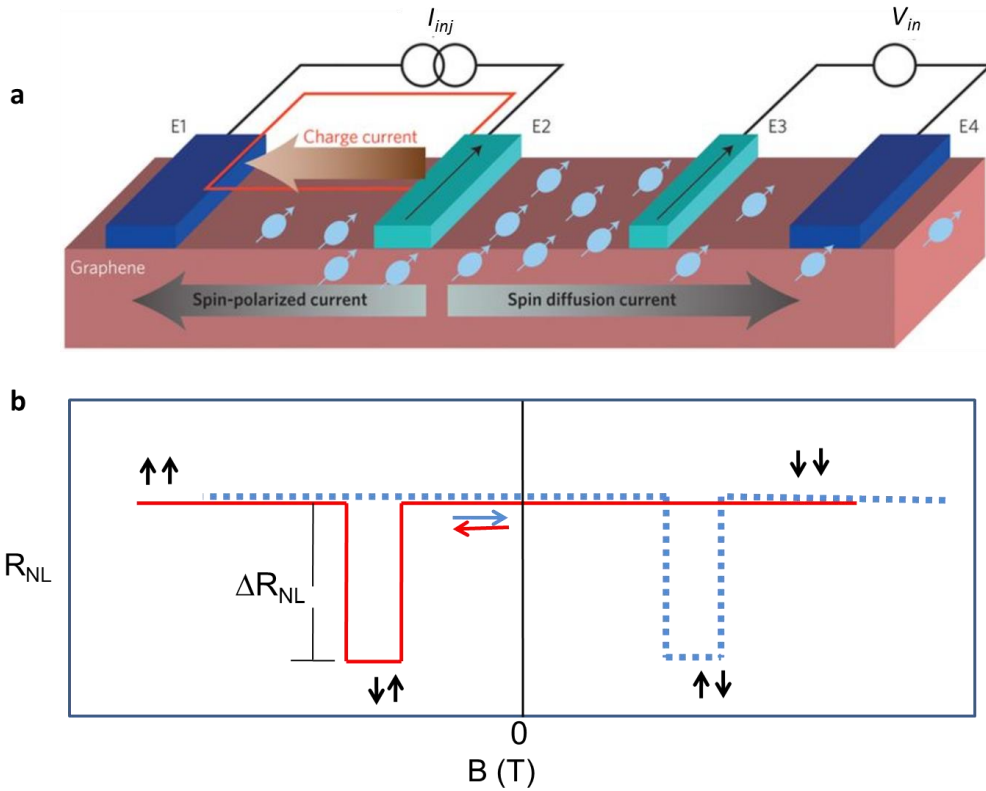 a
I_inj
V_in
E1
E2
E3
E4
Charge current
Graphene
Spin-polarized current
Spin diffusion current
b
R_NL
ΔR_NL
0
B (T)